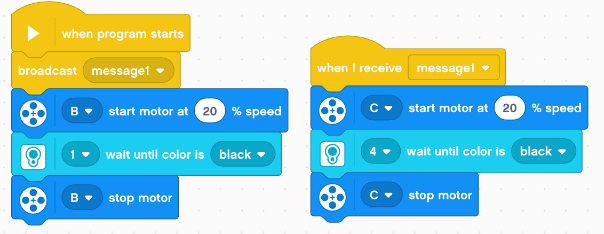 when program starts
broadcast message1
B start motor at 20 % speed
1 wait until color is black
B stop motor
when I receive message1
C start motor at 20 % speed
4 wait until color is black
C stop motor